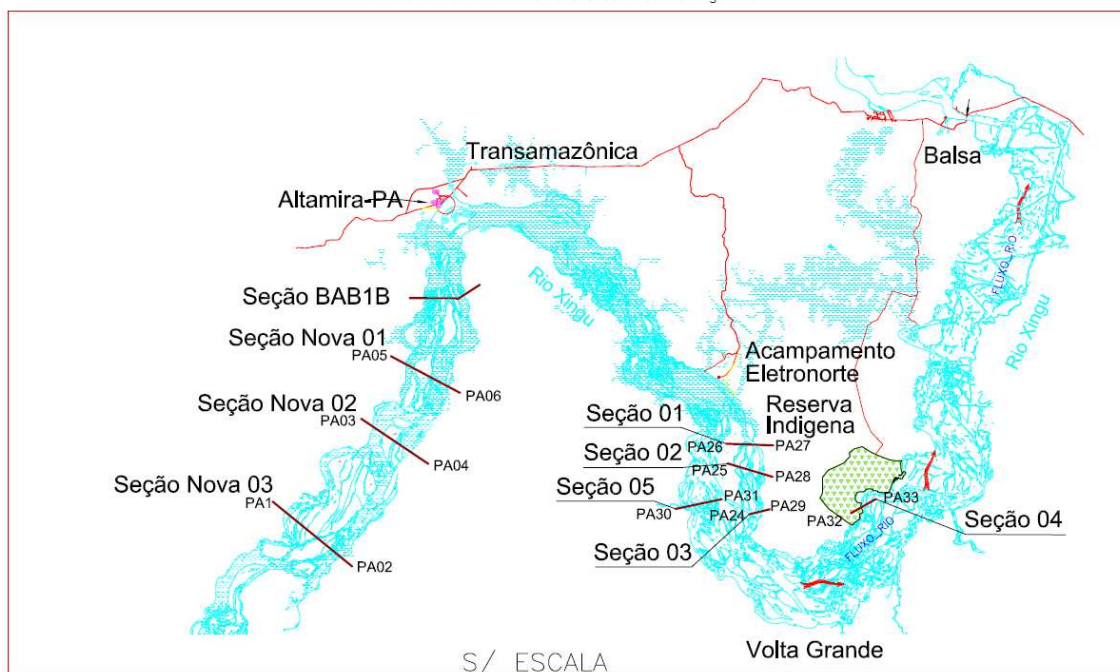 Transamazônica
Balsa
Altamira-PA
Rio Xingu
FLUXO_RIO
Rio Xingu
Seção BAB1B
Seção Nova 01
PA05
PA06
Acampamento
Eletronorte
Seção Nova 02
PA03
PA04
Reserva
Indigena
Seção 01
PA26
PA27
Seção 02
PA25
PA28
Seção Nova 03
PA1
PA02
Seção 05
PA31
PA30
PA24
PA29
PA33
PA32
Seção 03
Seção 04
FLUXO_RIO
Volta Grande
S/ ESCALA